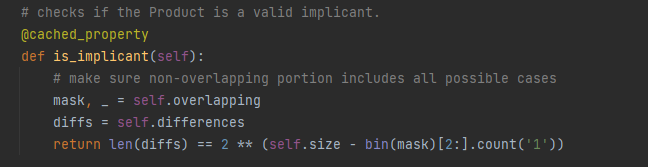 # checks if the Product is a valid implicant.
@cached_property
def is_implicant(self):
    # make sure non-overlapping portion includes all possible cases
    mask, _ = self.overlapping
    diffs = self.differences
    return len(diffs) == 2 ** (self.size - bin(mask)[2:].count('1'))